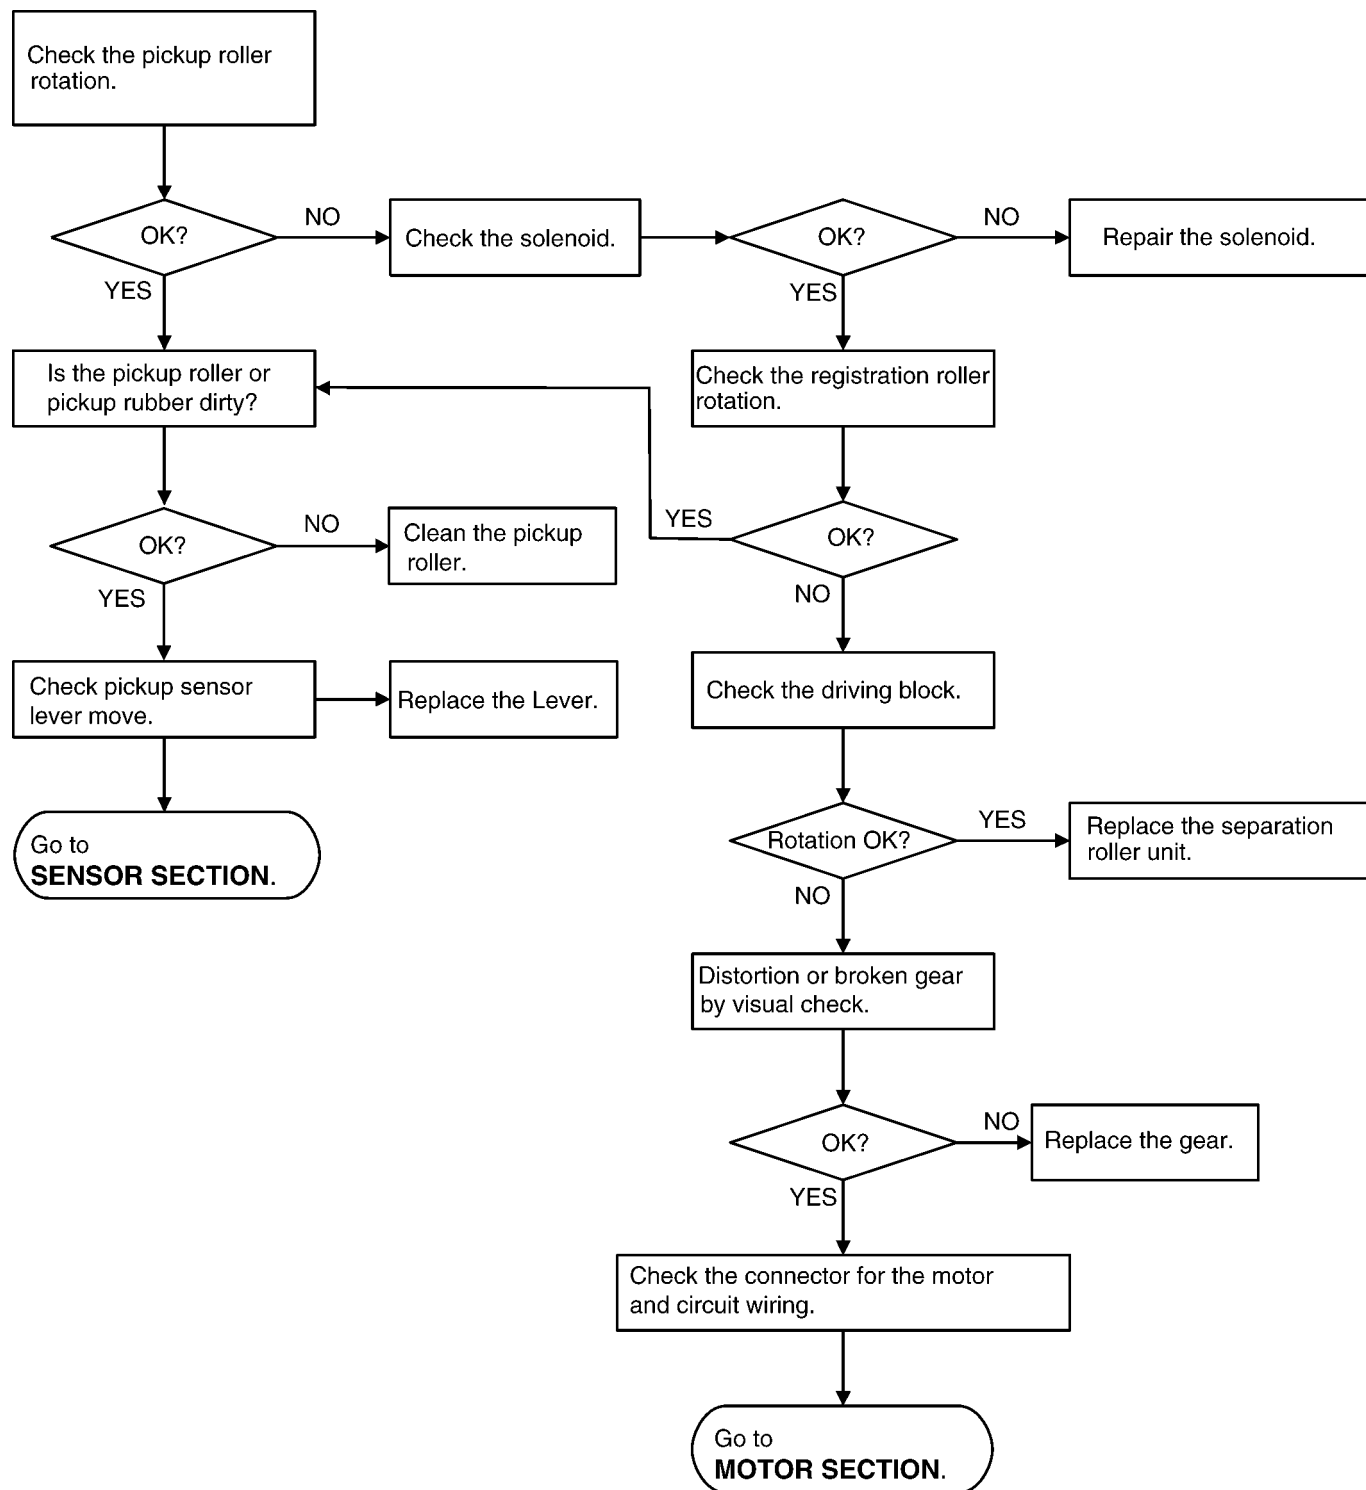 Check the pickup roller
rotation.
OK?
NO
Check the solenoid.
OK?
NO
Repair the solenoid.
YES
YES
Is the pickup roller or
pickup rubber dirty?
Check the registration roller
rotation.
OK?
NO
Clean the pickup
roller.
YES
OK?
YES
NO
Check pickup sensor
lever move.
Replace the Lever.
Check the driving block.
Go to
SENSOR SECTION.
Rotation OK?
YES
Replace the separation
roller unit.
NO
Distortion or broken gear
by visual check.
OK?
NO
Replace the gear.
YES
Check the connector for the motor
and circuit wiring.
Go to
MOTOR SECTION.